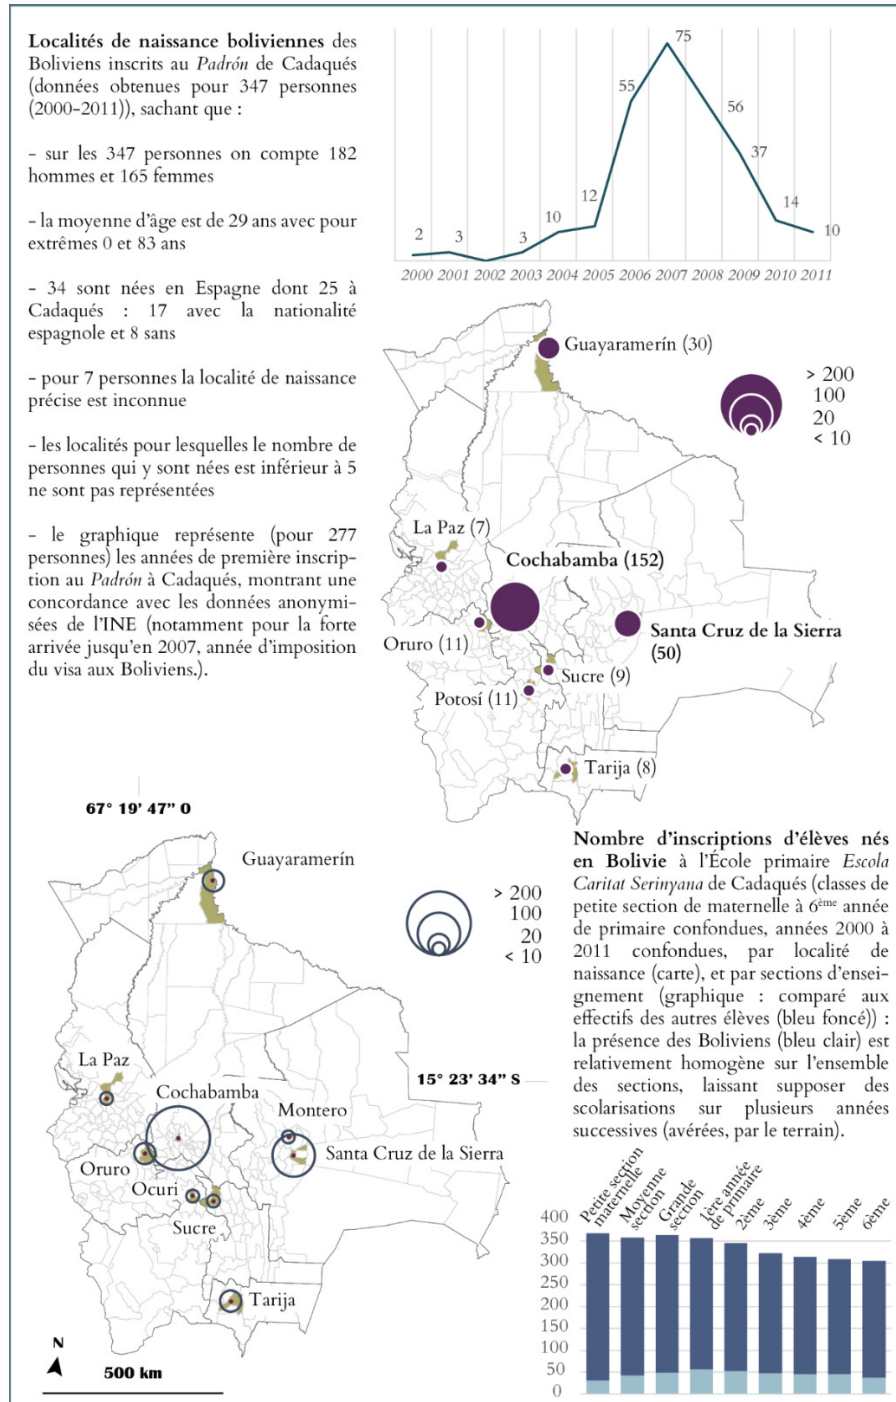 Localités de naissance boliviennes des
Boliviens inscrits au Padrón de Cadaqués
(données obtenues pour 347 personnes
(2000-2011)), sachant que :
- sur les 347 personnes on compte 182
hommes et 165 femmes
- la moyenne d'âge est de 29 ans avec pour
extrêmes 0 et 83 ans
- 34 sont nées en Espagne dont 25 à
Cadaqués : 17 avec la nationalité
espagnole et 8 sans
- pour 7 personnes la localité de naissance
précise est inconnue
- les localités pour lesquelles le nombre de
personnes qui y sont nées est inférieur à 5
ne sont pas représentées
- le graphique représente (pour 277
personnes) les années de première inscrip-
tion au Padrón à Cadaqués, montrant une
concordance avec les données anonymi-
sées de l'INE (notamment pour la forte
arrivée jusqu'en 2007, année d'imposition
du visa aux Boliviens.).
2
3
3
10
12
55
75
56
37
14
10
2000 2001 2002 2003 2004 2005 2006 2007 2008 2009 2010 2011
Guayaramerín (30)
> 200
100
20
< 10
La Paz (7)
Cochabamba (152)
Oruro (11)
Santa Cruz de la Sierra
(50)
Sucre (9)
Potosí (11)
Tarija (8)
67° 19' 47" O
Guayaramerín
> 200
100
20
< 10
La Paz
15° 23' 34" S
Cochabamba
Montero
Oruro
Santa Cruz de la Sierra
Ocuri
Sucre
Tarija
N
500 km
Nombre d'inscriptions d'élèves nés
en Bolivie à l'École primaire Escola
Caritat Serinyana de Cadaqués (classes de
petite section de maternelle à 6ème année
de primaire confondues, années 2000 à
2011 confondues, par localité de
naissance (carte), et par sections d'ensei-
gnement (graphique : comparé aux
effectifs des autres élèves (bleu foncé)) :
la présence des Boliviens (bleu clair) est
relativement homogène sur l'ensemble
des sections, laissant supposer des
scolarisations sur plusieurs années
successives (avérées, par le terrain).
Petite section
maternelle
Moyenne
section
Grande
section
1ère année
de primaire
2ème
3ème
4ème
5ème
6ème
400
350
300
200
150
100
50
0